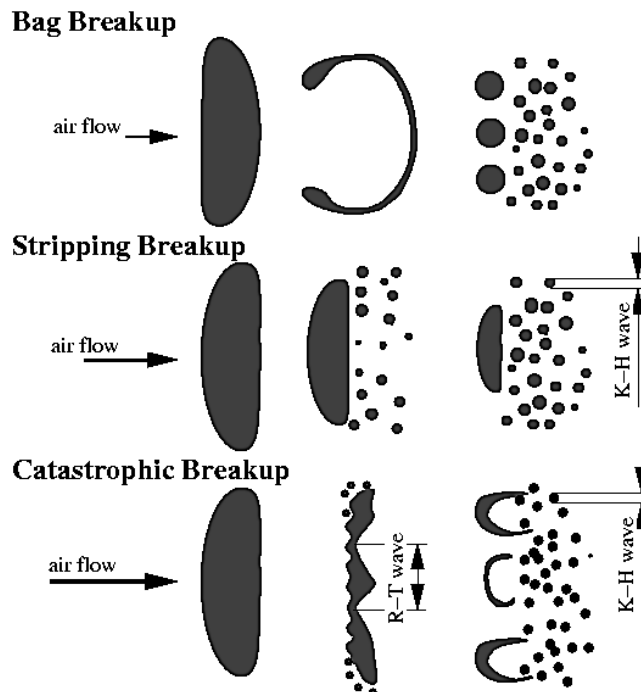 Bag Breakup
air flow
Stripping Breakup
air flow
K–H wave
Catastrophic Breakup
air flow
R–T wave
K–H wave